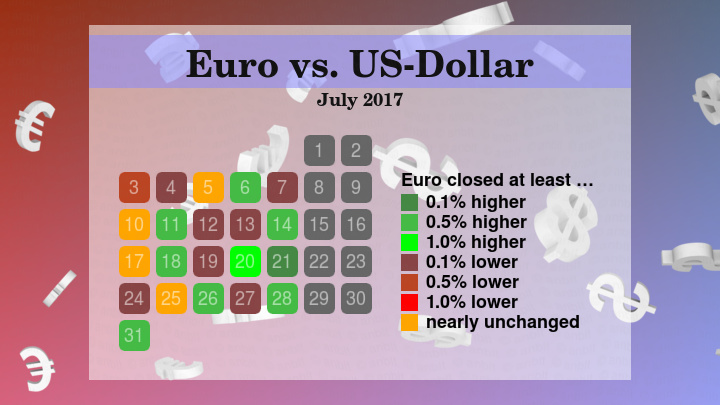 Euro vs. US-Dollar
July 2017
1 2
3 4 5 6 7 8 9
10 11 12 13 14 15 16
17 18 19 20 21 22 23
24 25 26 27 28 29 30
31
Euro closed at least ...
0.1% higher
0.5% higher
1.0% higher
0.1% lower
0.5% lower
1.0% lower
nearly unchanged